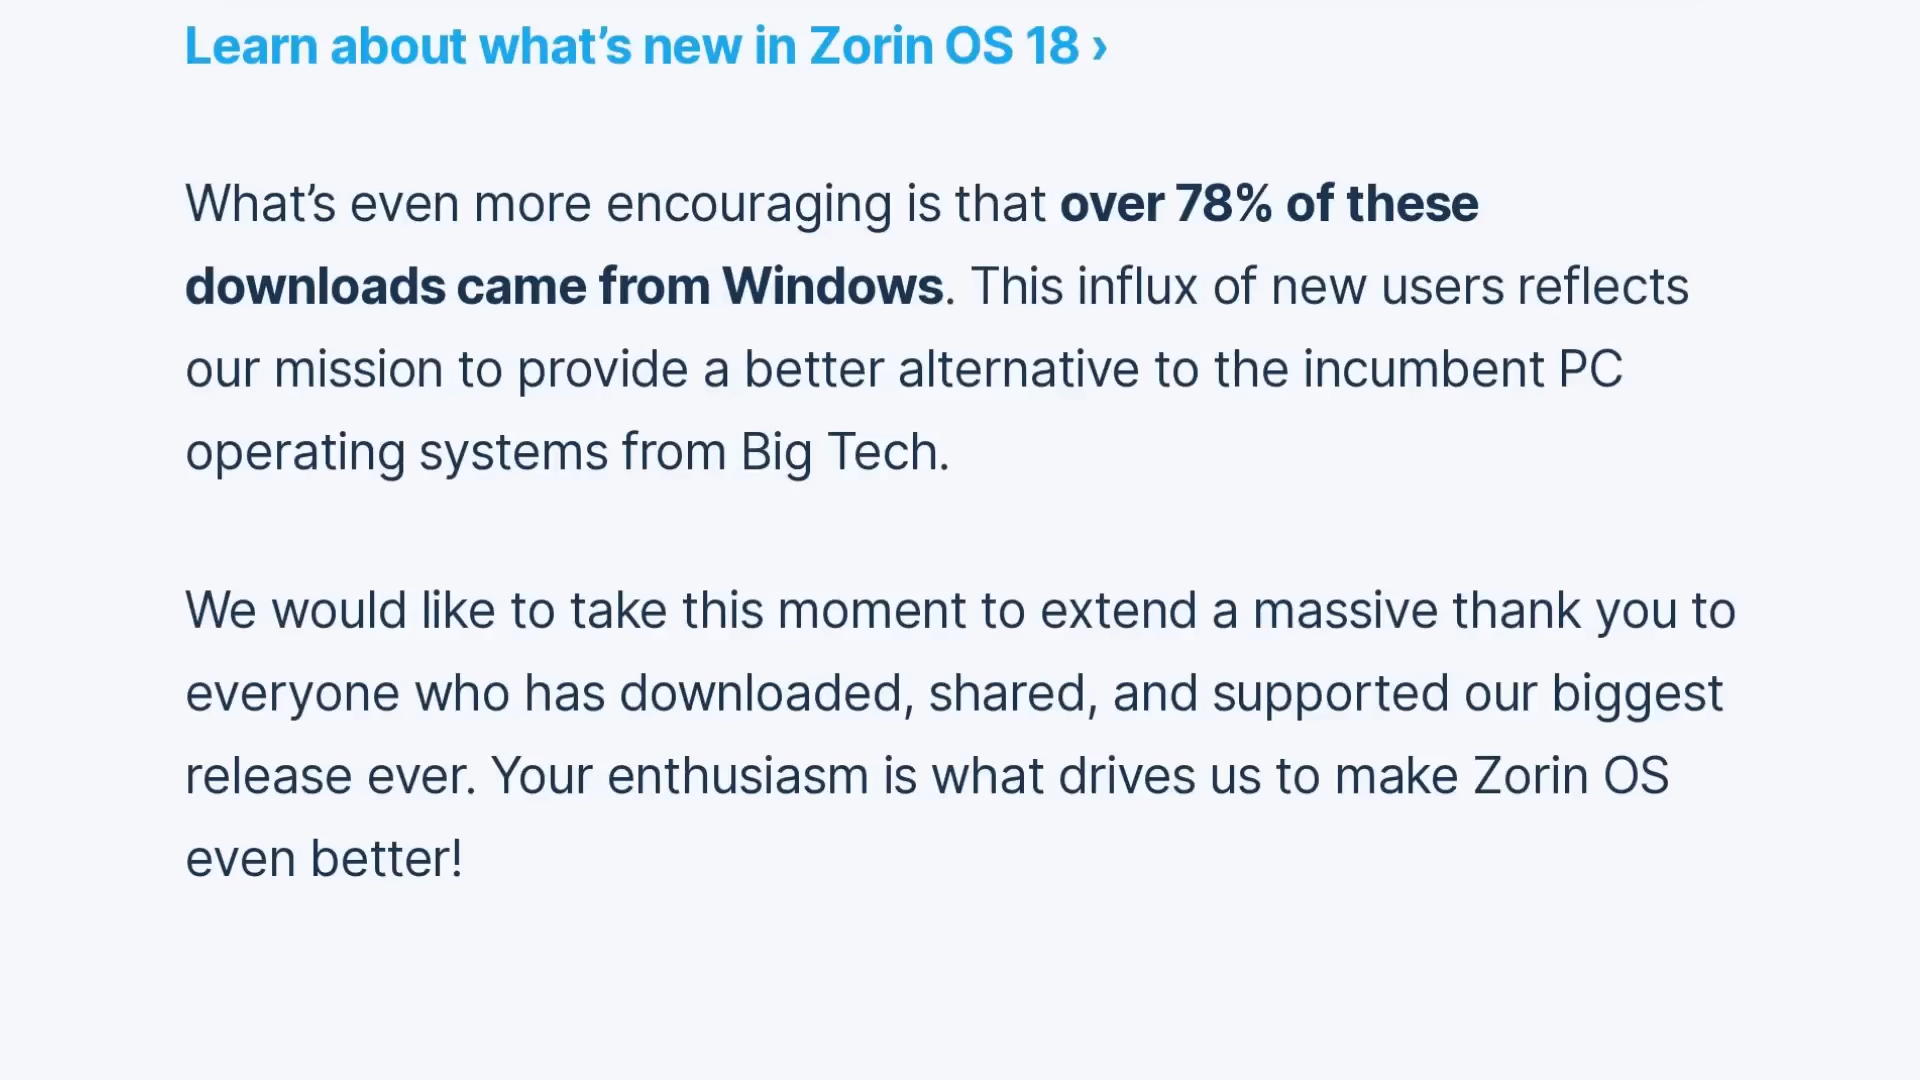 Learn about what’s new in Zorin OS 18 ›
What’s even more encouraging is that over 78% of these
downloads came from Windows. This influx of new users reflects
our mission to provide a better alternative to the incumbent PC
operating systems from Big Tech.
We would like to take this moment to extend a massive thank you to
everyone who has downloaded, shared, and supported our biggest
release ever. Your enthusiasm is what drives us to make Zorin OS
even better!